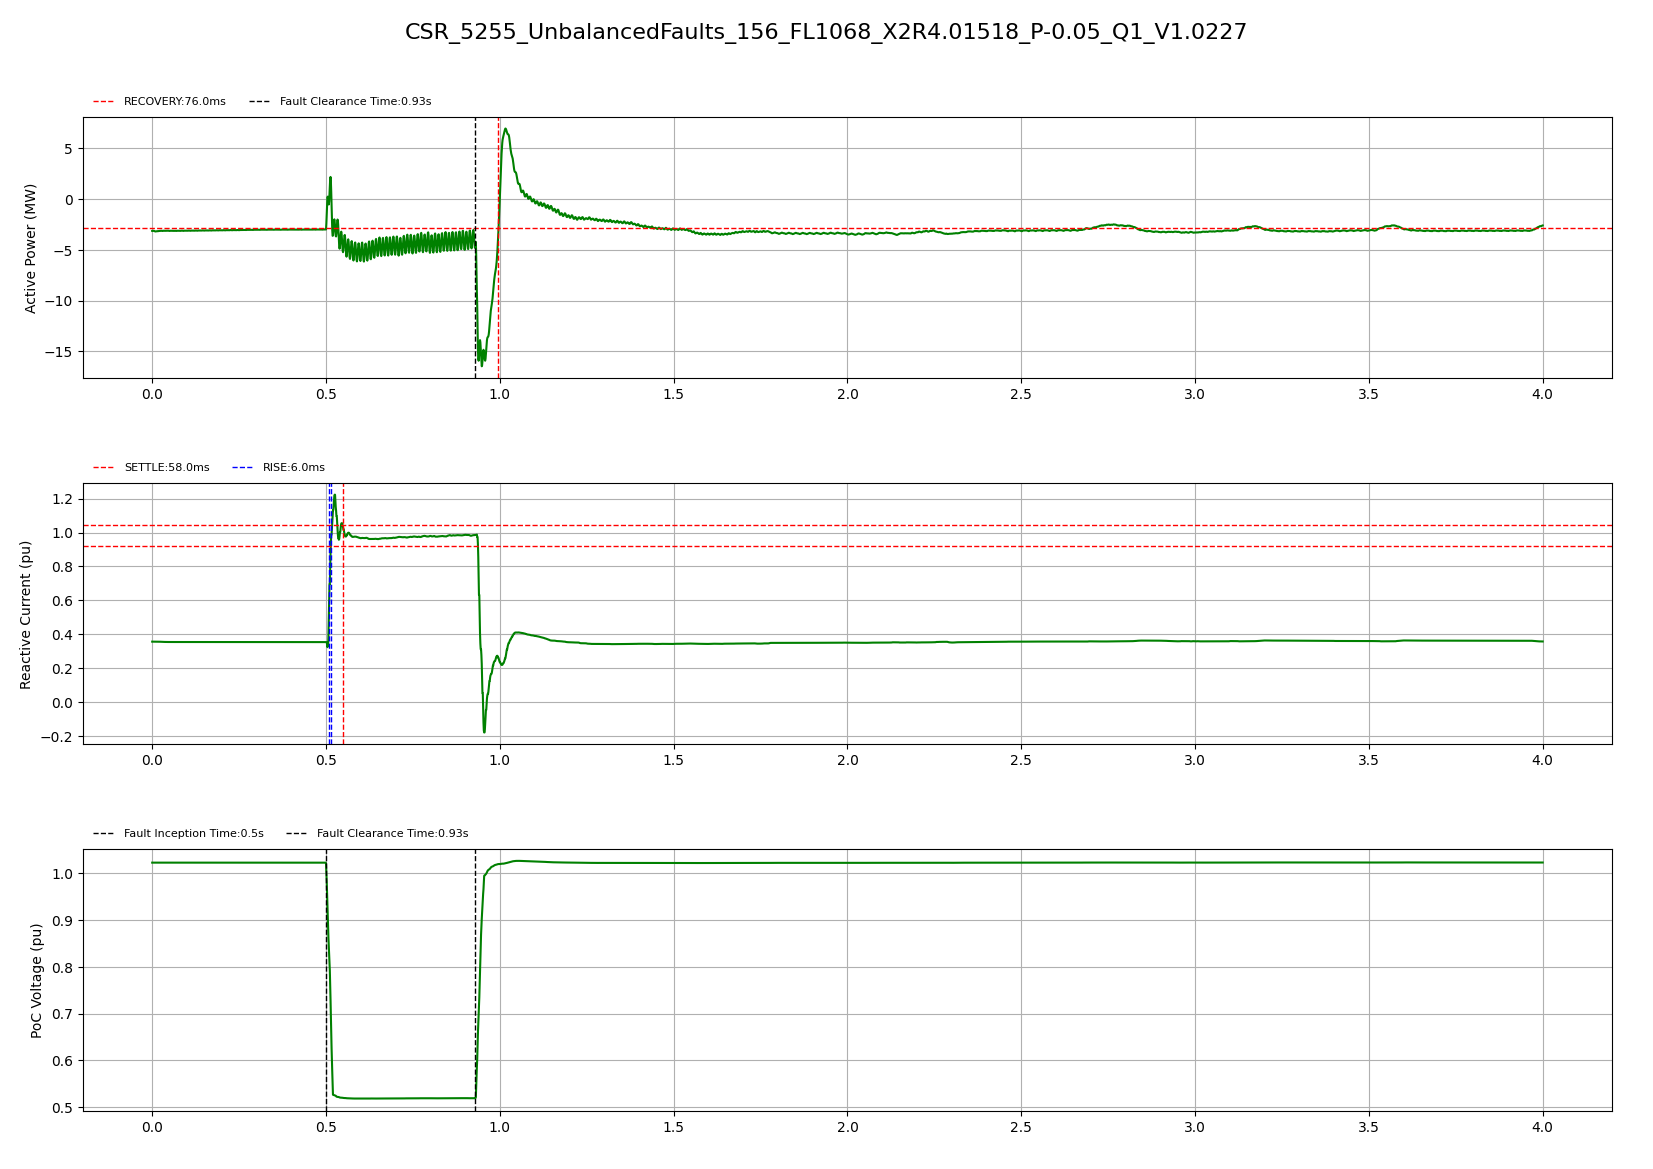 CSR_5255_UnbalancedFaults_156_FL1068_X2R4.01518_P-0.05_Q1_V1.0227
RECOVERY:76.0ms Fault Clearance Time:0.93s
Active Power (MW)
5
0
−5
−10
−15
0.0 0.5 1.0 1.5 2.0 2.5 3.0 3.5 4.0
SETTLE:58.0ms RISE:6.0ms
Reactive Current (pu)
1.2
1.0
0.8
0.6
0.4
0.2
0.0
−0.2
0.0 0.5 1.0 1.5 2.0 2.5 3.0 3.5 4.0
Fault Inception Time:0.5s Fault Clearance Time:0.93s
PoC Voltage (pu)
1.0
0.9
0.8
0.7
0.6
0.5
0.0 0.5 1.0 1.5 2.0 2.5 3.0 3.5 4.0